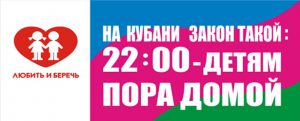 НА КУБАНИ ЗАКОН ТАКОЙ:
22:00-ДЕТЯМ
ПОРА ДОМОЙ
ЛЮБИТЬ И БЕРЕЧЬ